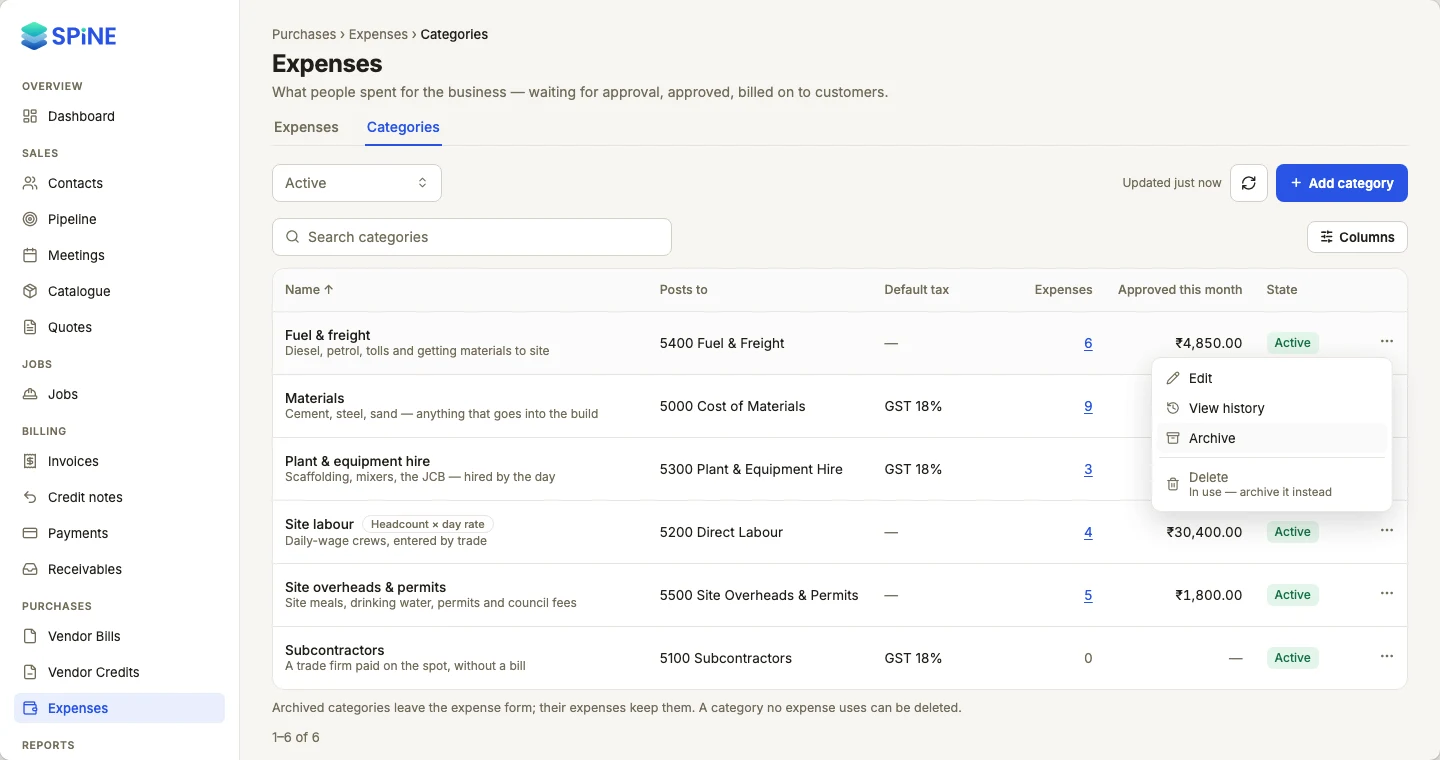 SPiNE
OVERVIEW
Dashboard
SALES
Contacts
Pipeline
Meetings
Catalogue
Quotes
JOBS
Jobs
BILLING
Invoices
Credit notes
Payments
Receivables
PURCHASES
Vendor Bills
Vendor Credits
Expenses
REPORTS
Purchases › Expenses › Categories
Expenses
What people spent for the business — waiting for approval, approved, billed on to customers.
Expenses Categories
Active
Updated just now
+ Add category
Search categories
Columns
Name ↑ Posts to Default tax Expenses Approved this month State
Fuel & freight
Diesel, petrol, tolls and getting materials to site
5400 Fuel & Freight — 6 ₹4,850.00 Active ...
Materials
Cement, steel, sand — anything that goes into the build
5000 Cost of Materials GST 18% 9
Plant & equipment hire
Scaffolding, mixers, the JCB — hired by the day
5300 Plant & Equipment Hire GST 18% 3
Edit
View history
Archive
Delete
In use — archive it instead
Site labour Headcount × day rate
Daily-wage crews, entered by trade
5200 Direct Labour — 4 ₹30,400.00 Active ...
Site overheads & permits
Site meals, drinking water, permits and council fees
5500 Site Overheads & Permits — 5 ₹1,800.00 Active ...
Subcontractors
A trade firm paid on the spot, without a bill
5100 Subcontractors GST 18% 0 — Active ...
Archived categories leave the expense form; their expenses keep them. A category no expense uses can be deleted.
1–6 of 6